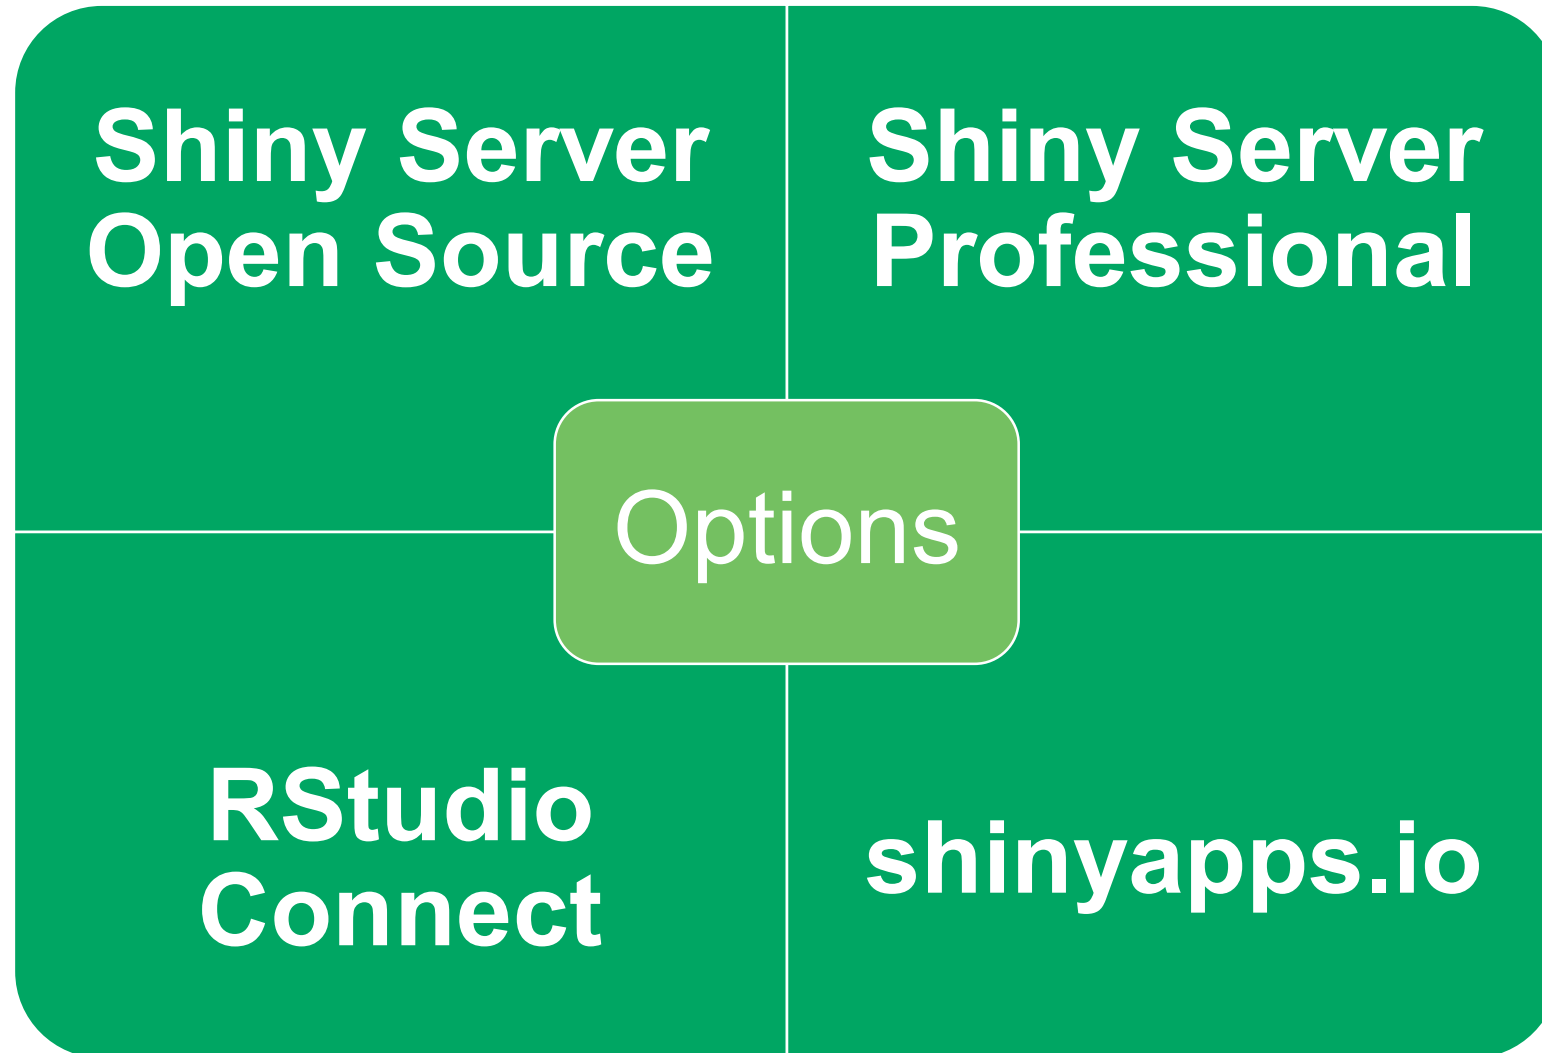 Shiny Server
Open Source
Shiny Server
Professional
Options
RStudio
Connect
shinyapps.io